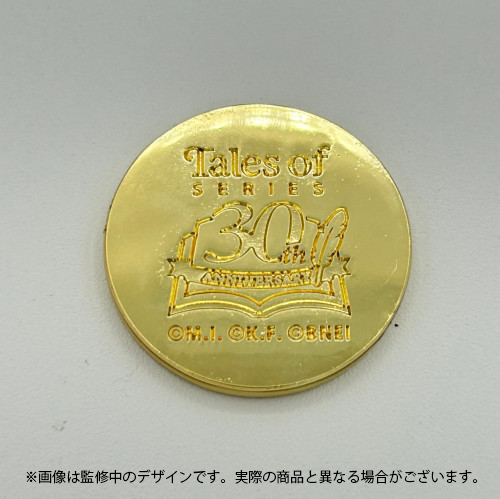 Tales of
SERIES
30th
ANNIVERSARY
©M.I. ©K.F. ©BNEI
※画像は監修中のデザインです。実際の商品と異なる場合がございます。